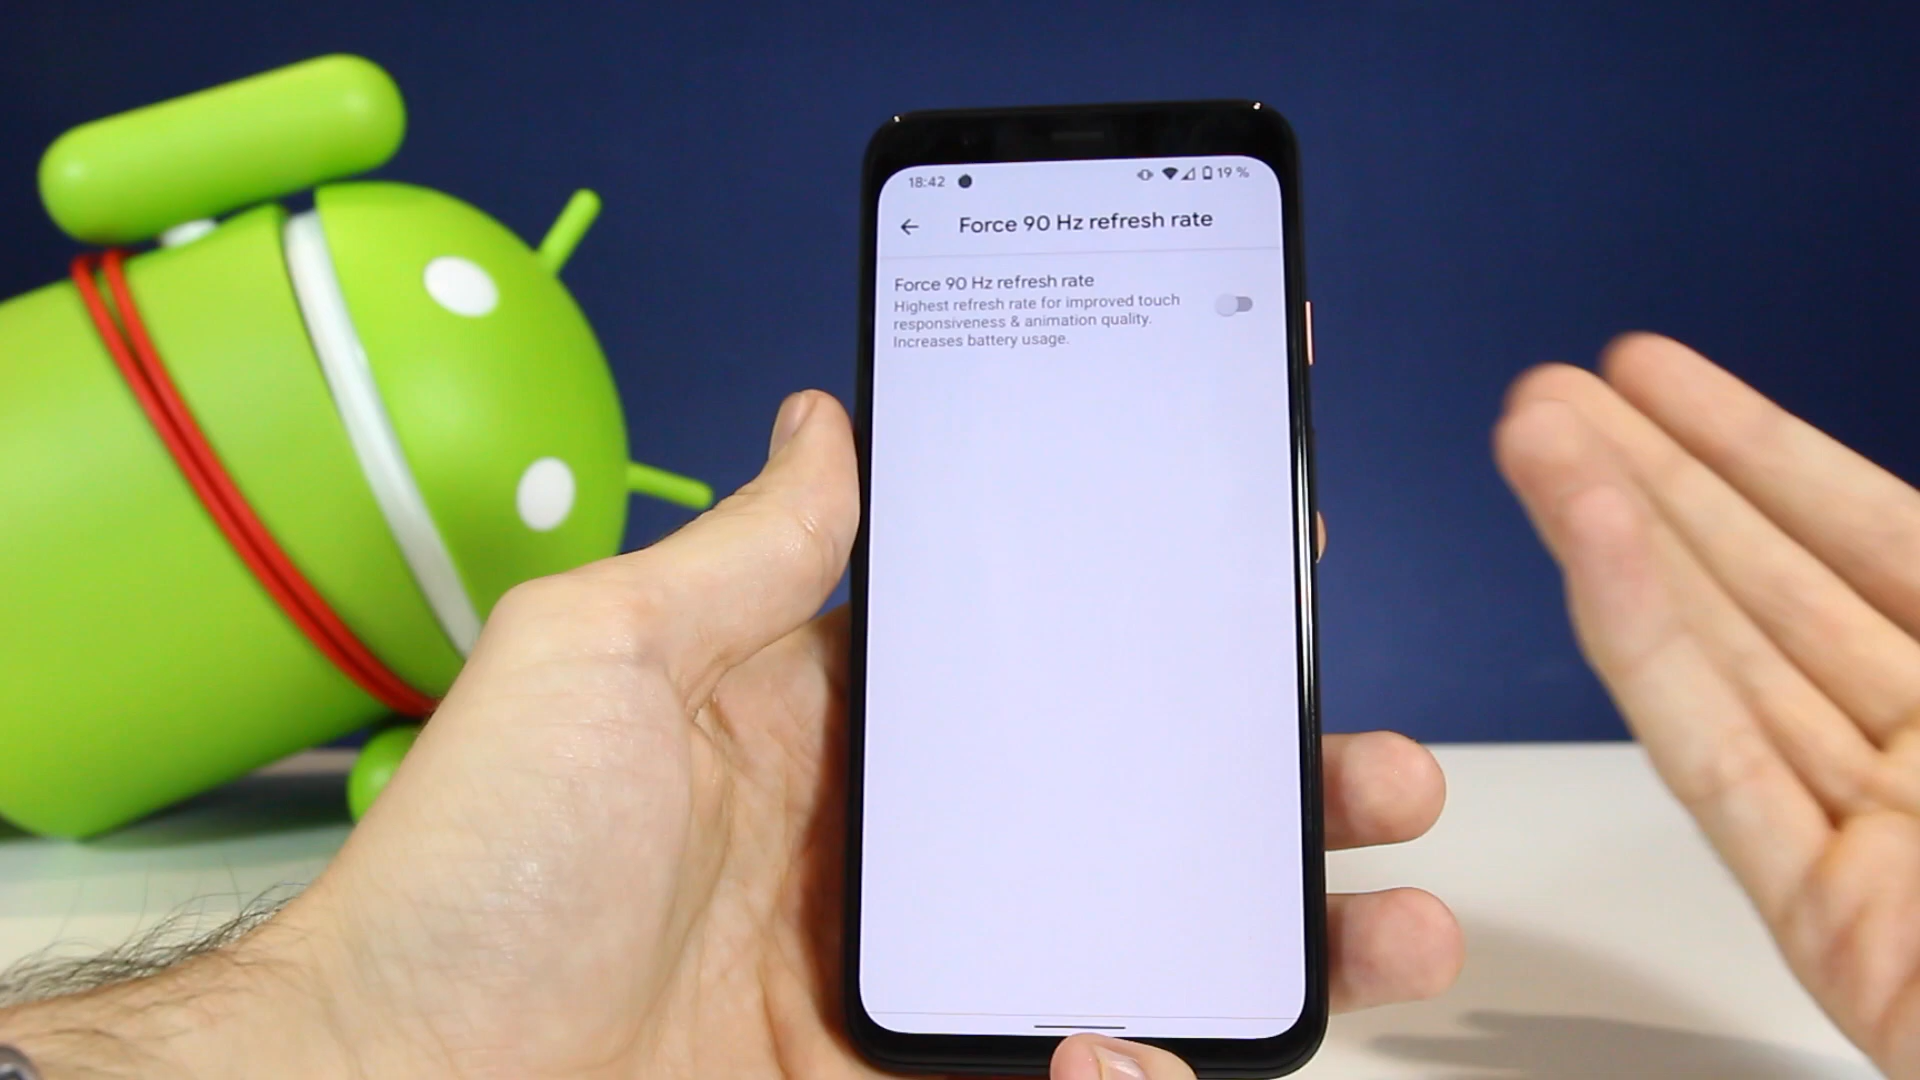 18:42 19 %
Force 90 Hz refresh rate
Force 90 Hz refresh rate
Highest refresh rate for improved touch
responsiveness & animation quality.
Increases battery usage.